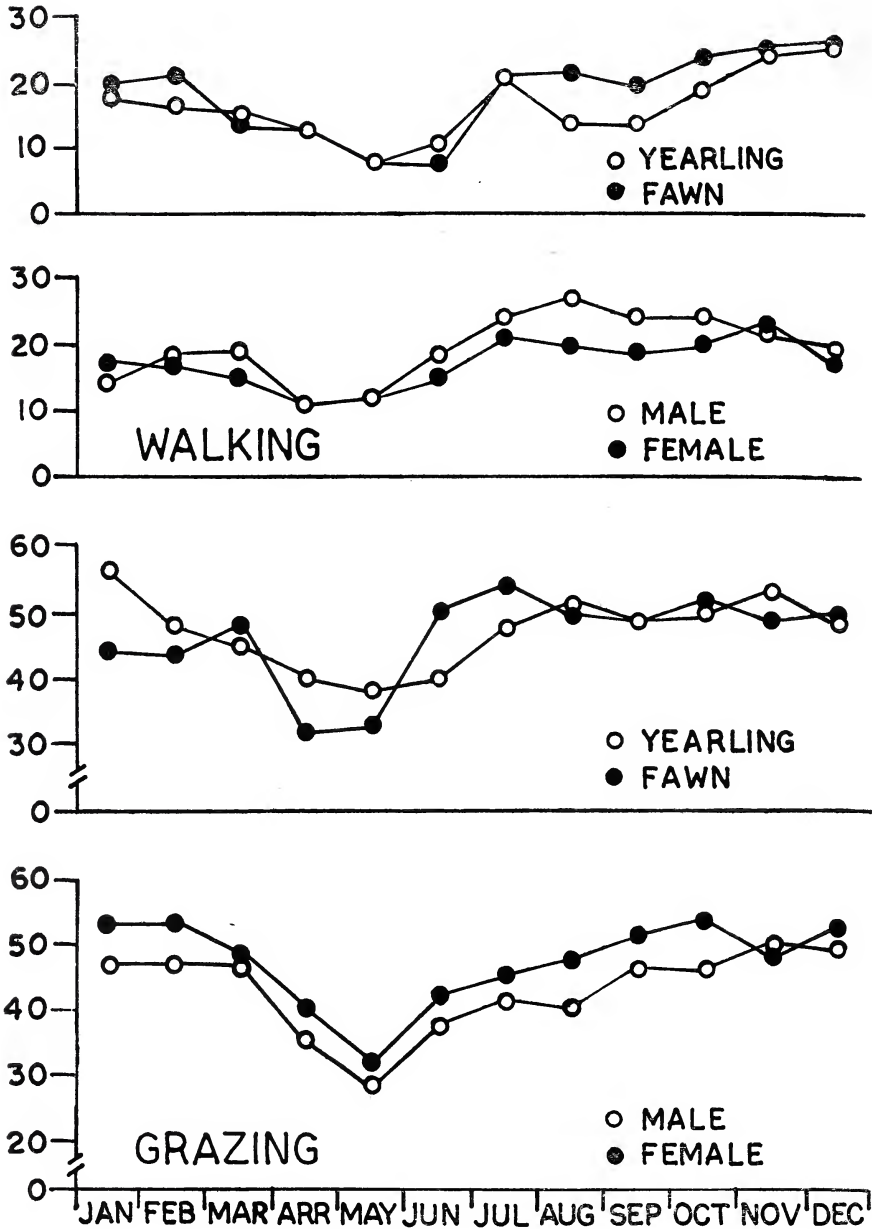 30
20
10
0
○ YEARLING
● FAWN
30
20
10
0
WALKING
○ MALE
● FEMALE
60
50
40
30
0
○ YEARLING
● FAWN
60
50
40
30
20
0
GRAZING
○ MALE
● FEMALE
JAN FEB MAR ARR MAY JUN JUL AUG SEP OCT NOV DEC